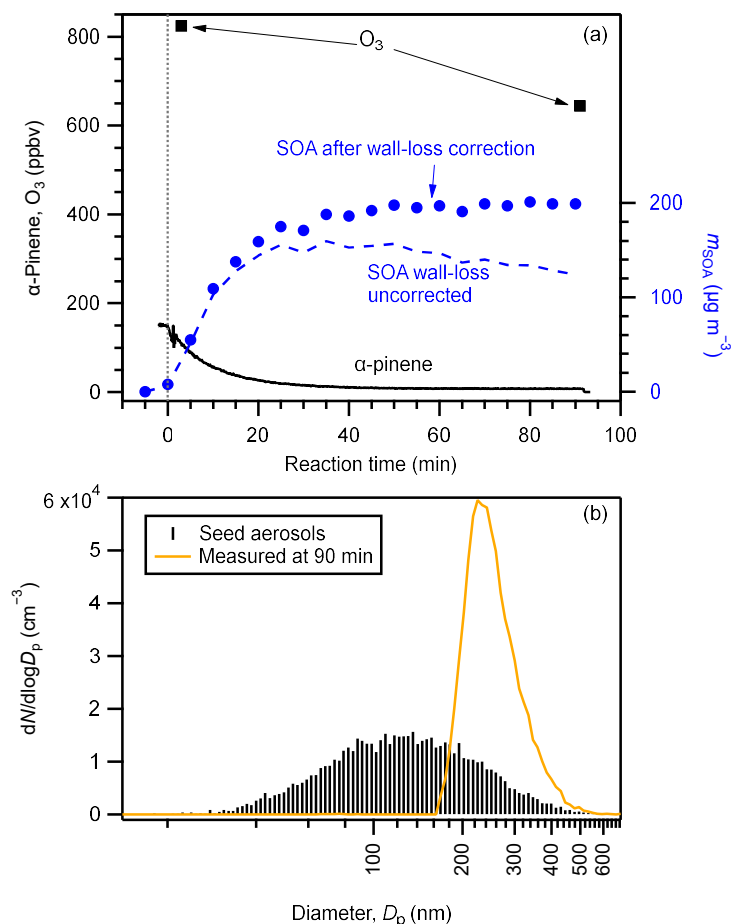 (a)
O₃
800
600
400
200
0
α-Pinene, O₃ (ppbv)
SOA after wall-loss correction
SOA wall-loss
uncorrected
α-pinene
200
100
0
mSOA (µg m⁻³)
0
20
40
60
80
100
Reaction time (min)
(b)
6 x10⁴
5
4
3
2
1
0
dN/dlogDp (cm⁻³)
Seed aerosols
Measured at 90 min
100
200
300
400
500
600
Diameter, Dp (nm)